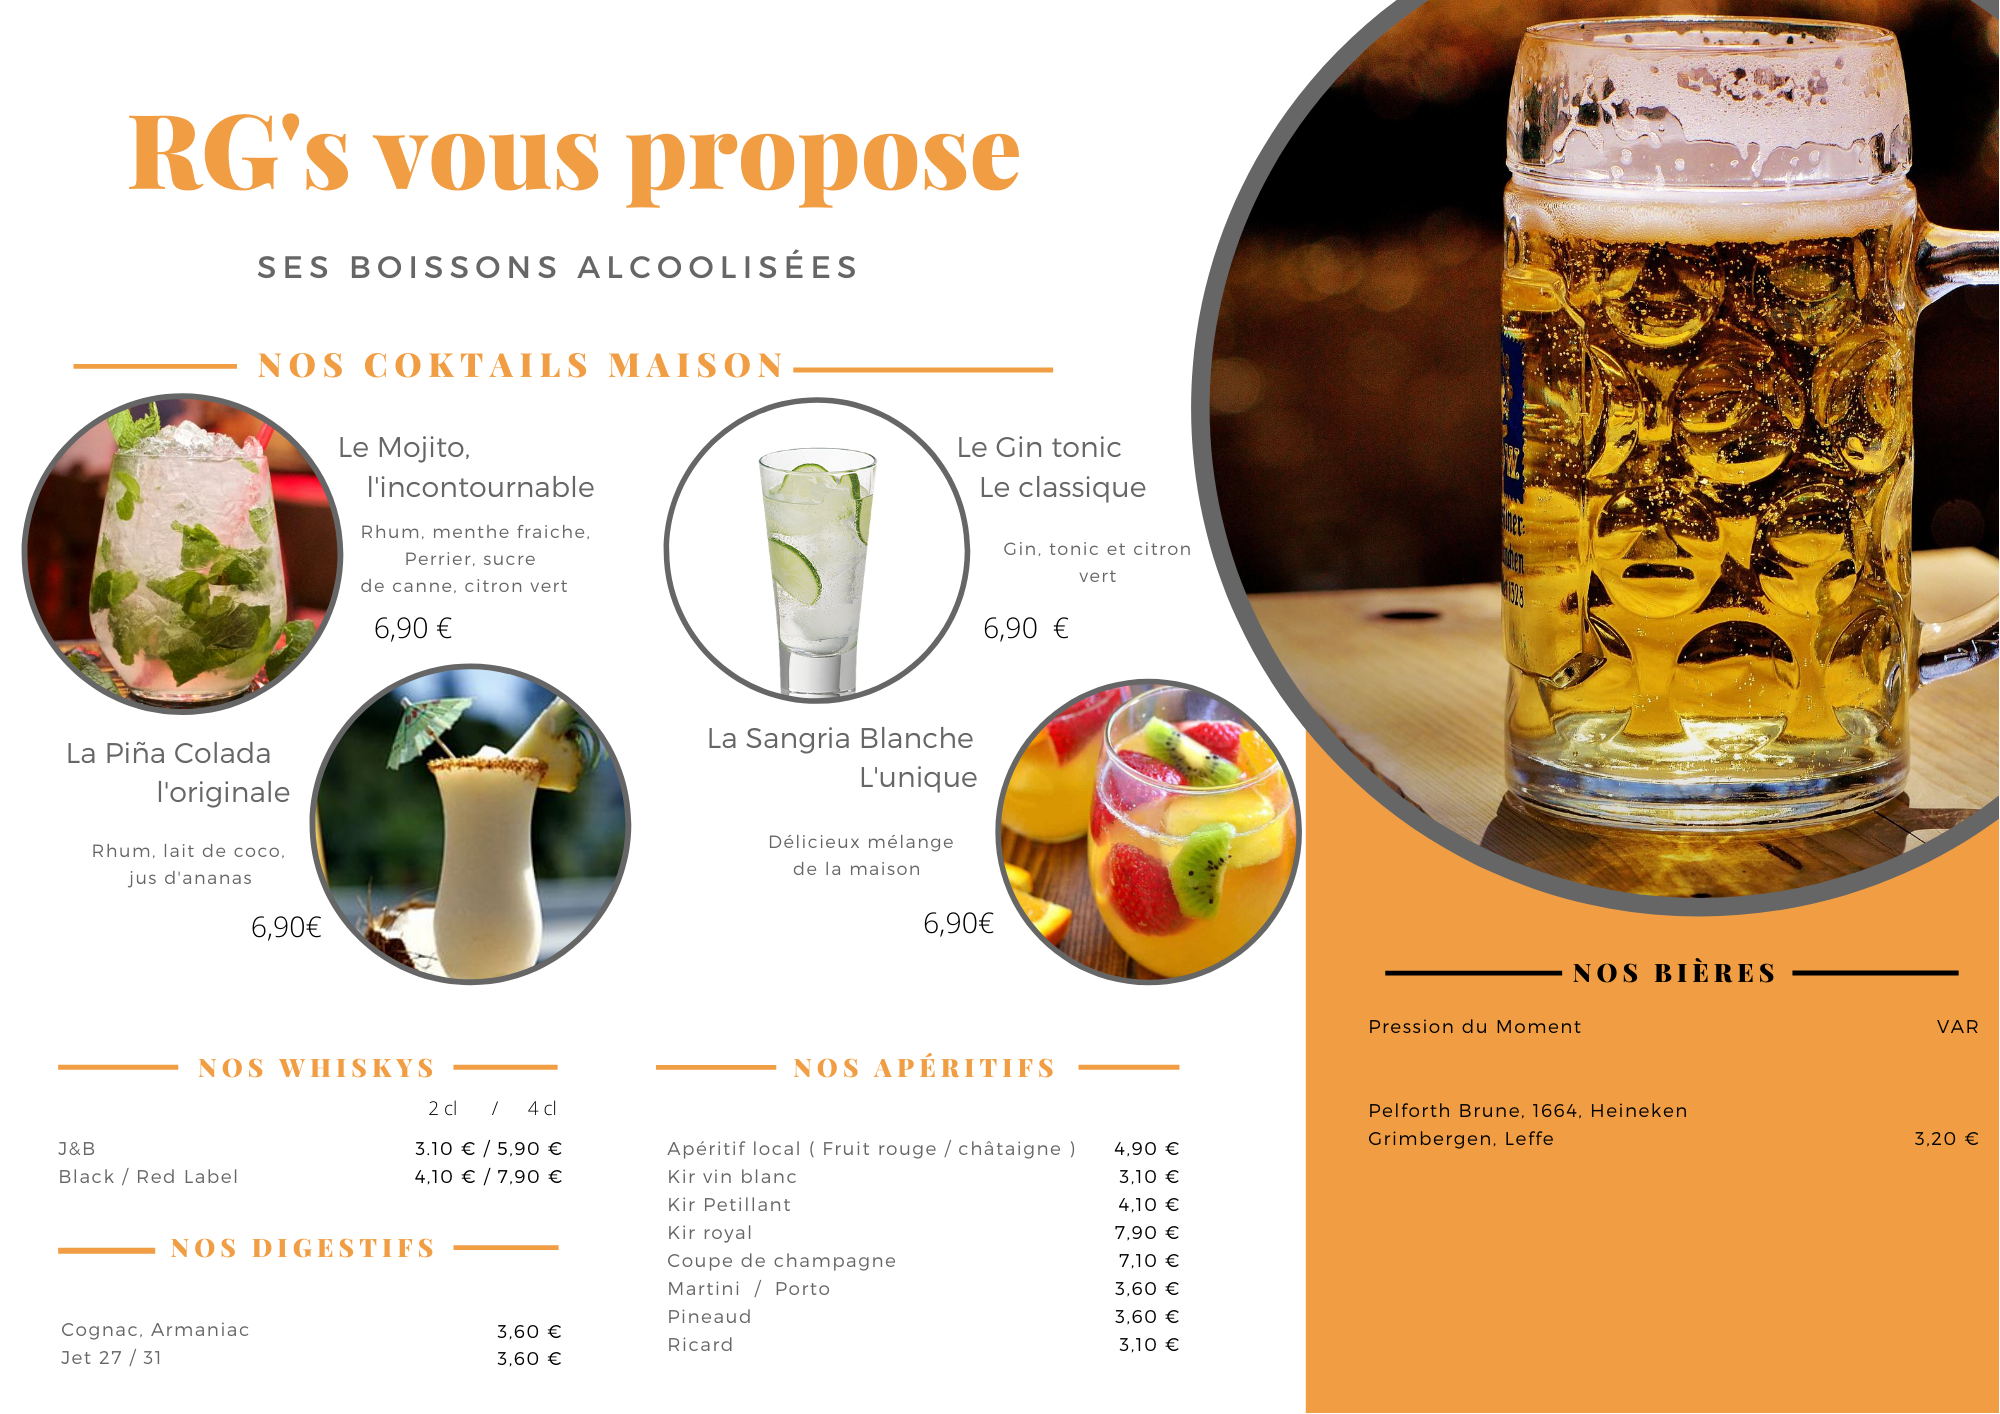 RG's vous propose
SES BOISSONS ALCOOLISÉES
NOS COKTAILS MAISON
Le Mojito,
l'incontournable
Rhum, menthe fraiche,
Perrier, sucre
de canne, citron vert
6,90 €
Le Gin tonic
Le classique
Gin, tonic et citron
vert
6,90 €
La Piña Colada
l'originale
Rhum, lait de coco,
jus d'ananas
6,90€
La Sangria Blanche
L'unique
Délicieux mélange
de la maison
6,90€
NOS WHISKYS
2 cl / 4 cl
J&B 3.10 € / 5,90 €
Black / Red Label 4,10 € / 7,90 €
NOS DIGESTIFS
Cognac, Armaniac 3,60 €
Jet 27 / 31 3,60 €
NOS APÉRITIFS
Apéritif local ( Fruit rouge / châtaigne ) 4,90 €
Kir vin blanc 3,10 €
Kir Petillant 4,10 €
Kir royal 7,90 €
Coupe de champagne 7,10 €
Martini / Porto 3,60 €
Pineaud 3,60 €
Ricard 3,10 €
NOS BIÈRES
Pression du Moment VAR
Pelforth Brune, 1664, Heineken
Grimbergen, Leffe 3,20 €